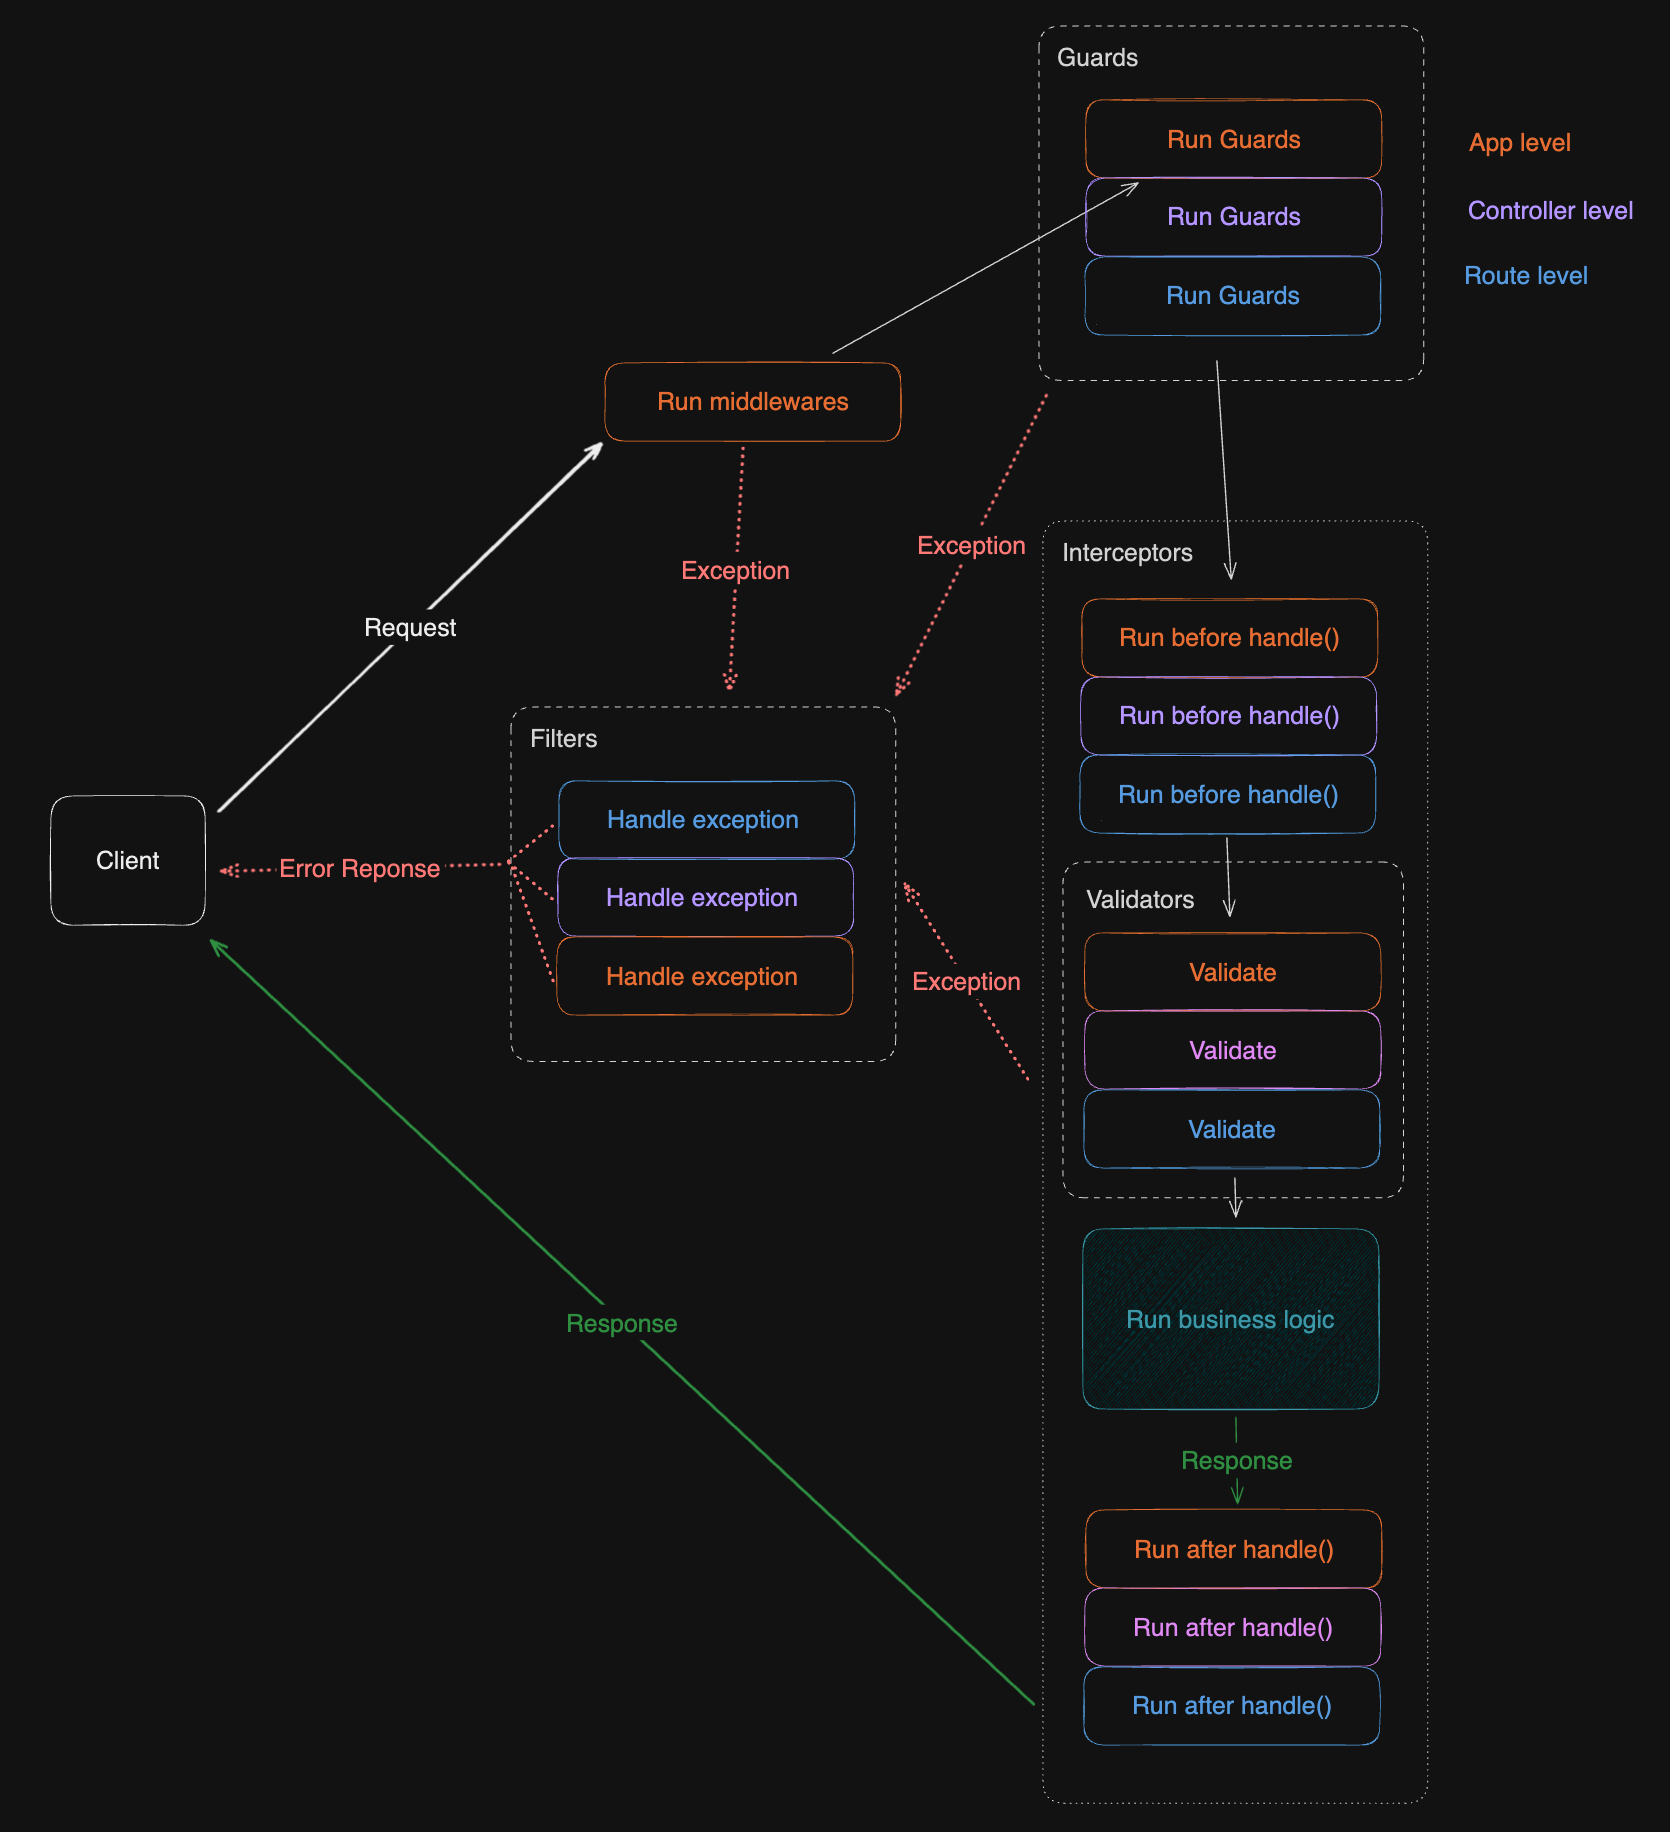 Guards
Run Guards
App level
Run Guards
Controller level
Run Guards
Route level
Run middlewares
Exception
Exception
Request
Interceptors
Run before handle()
Run before handle()
Run before handle()
Filters
Handle exception
Handle exception
Handle exception
Client
Error Reponse
Exception
Validators
Validate
Validate
Validate
Run business logic
Response
Response
Run after handle()
Run after handle()
Run after handle()